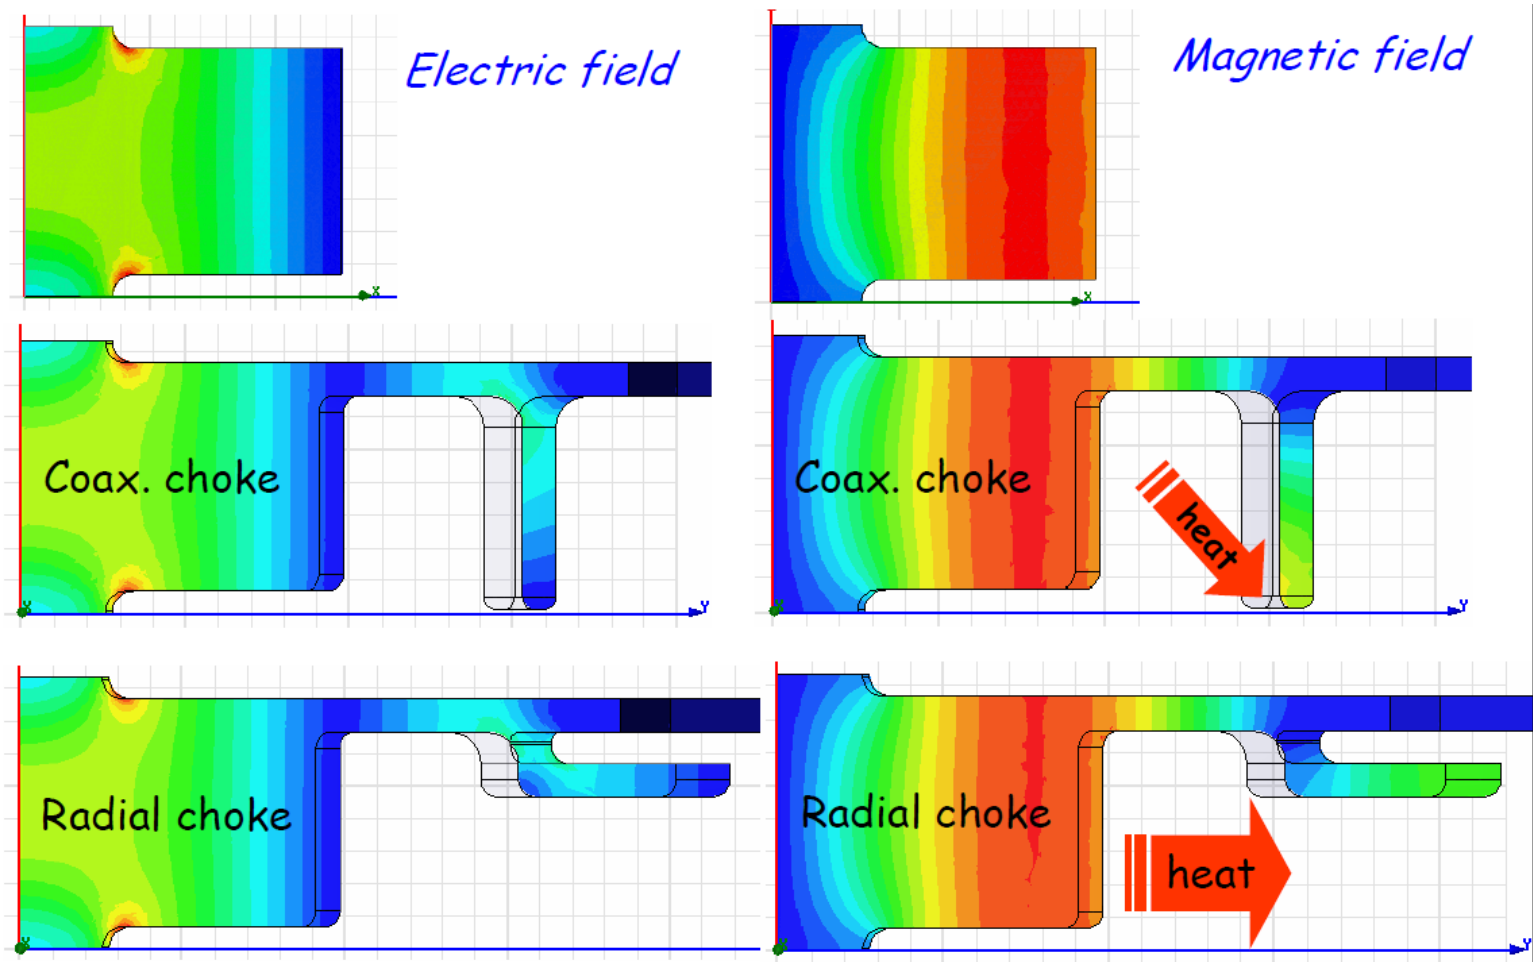 Electric field
Magnetic field
X
X
Coax. choke
Coax. choke
heat
Y
Y
Radial choke
Radial choke
heat
Y